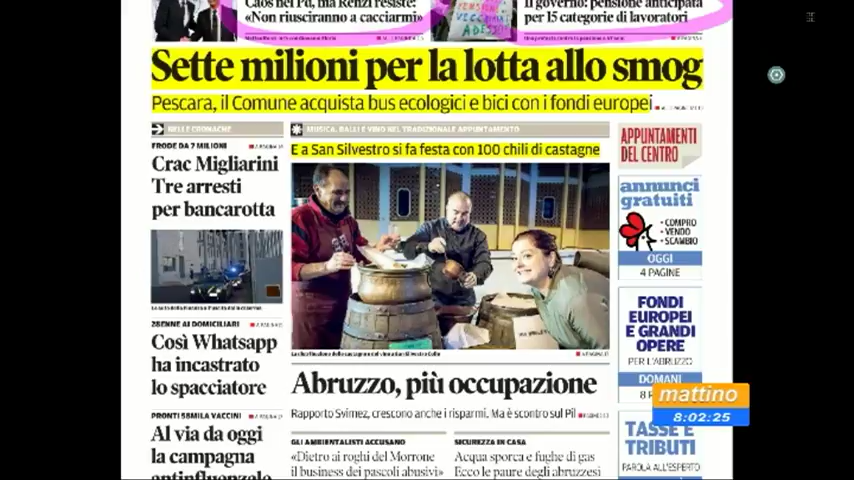 Caos nel Pd, ma Renzi resiste:
«Non riusciranno a cacciarmi»
PENSIONI
VECCHIAIA
ADESSO
Il governo: pensione anticipata
per 15 categorie di lavoratori
Sette milioni per la lotta allo smog
Pescara, il Comune acquista bus ecologici e bici con i fondi europei
NELLE CRONACHE
FRODE DA 7 MILIONI
Crac Migliarini
Tre arresti
per bancarotta
28ENNE AI DOMICILIARI
Così Whatsapp
ha incastrato
lo spacciatore
PRONTI 58MILA VACCINI
Al via da oggi
la campagna
antinfluenzale
MUSICA, BALLI E VINO NEL TRADIZIONALE APPUNTAMENTO
E a San Silvestro si fa festa con 100 chili di castagne
Abruzzo, più occupazione
Rapporto Svimez, crescono anche i risparmi. Ma è scontro sul Pil
GLI AMBIENTALISTI ACCUSANO
«Dietro ai roghi del Morrone
il business dei pascoli abusivi»
SICUREZZA IN CASA
Acqua sporca e fughe di gas
Ecco le paure degli abruzzesi
APPUNTAMENTI
DEL CENTRO
annunci
gratuiti
• COMPRO
• VENDO
• SCAMBIO
OGGI
4 PAGINE
FONDI
EUROPEI
E GRANDI
OPERE
PER L'ABRUZZO
DOMANI
8
TASSE E
TRIBUTI
PAROLA ALL'ESPERTO
mattino
8:02:25